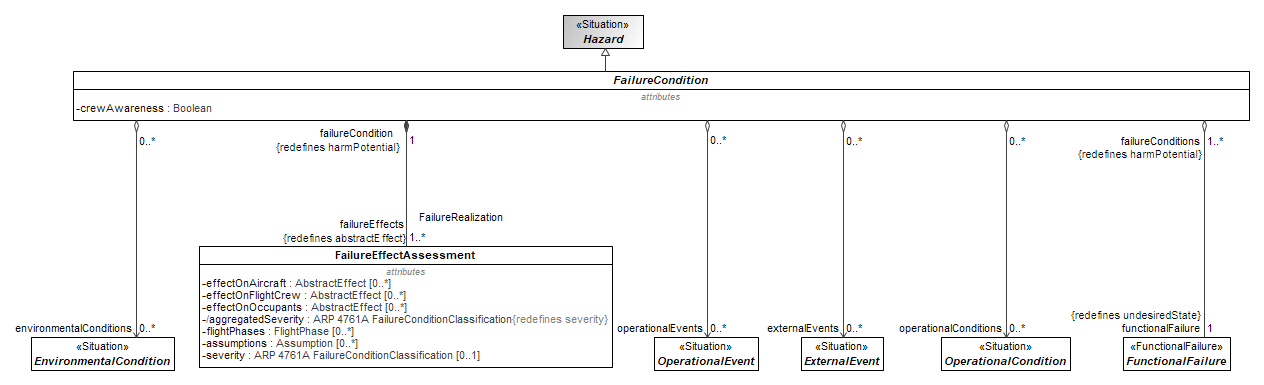 «Situation»
Hazard
FailureCondition
attributes
-crewAwareness : Boolean
0..*
failureCondition
{redefines harmPotential}
1
0..*
0..*
0..*
failureConditions
{redefines harmPotential}
1..*
failureEffects
{redefines abstractEffect}
FailureRealization
1..*
FailureEffectAssessment
attributes
-effectOnAircraft : AbstractEffect [0..*]
-effectOnFlightCrew : AbstractEffect [0..*]
-effectOnOccupants : AbstractEffect [0..*]
-/aggregatedSeverity : ARP 4761A FailureConditionClassification{redefines severity}
-flightPhases : FlightPhase [0..*]
-assumptions : Assumption [0..*]
-severity : ARP 4761A FailureConditionClassification [0..1]
environmentalConditions
0..*
«Situation»
EnvironmentalCondition
operationalEvents
0..*
«Situation»
OperationalEvent
externalEvents
0..*
«Situation»
ExternalEvent
operationalConditions
0..*
«Situation»
OperationalCondition
{redefines undesiredState}
functionalFailure
1
«FunctionalFailure»
FunctionalFailure